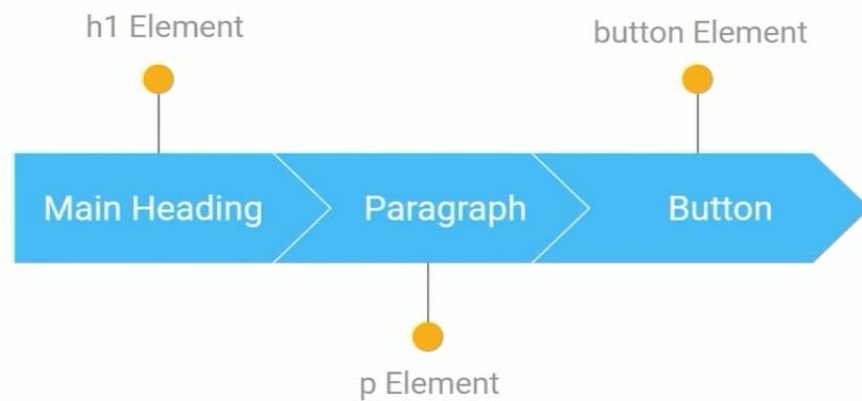 h1 Element
button Element
Main Heading
Paragraph
Button
p Element